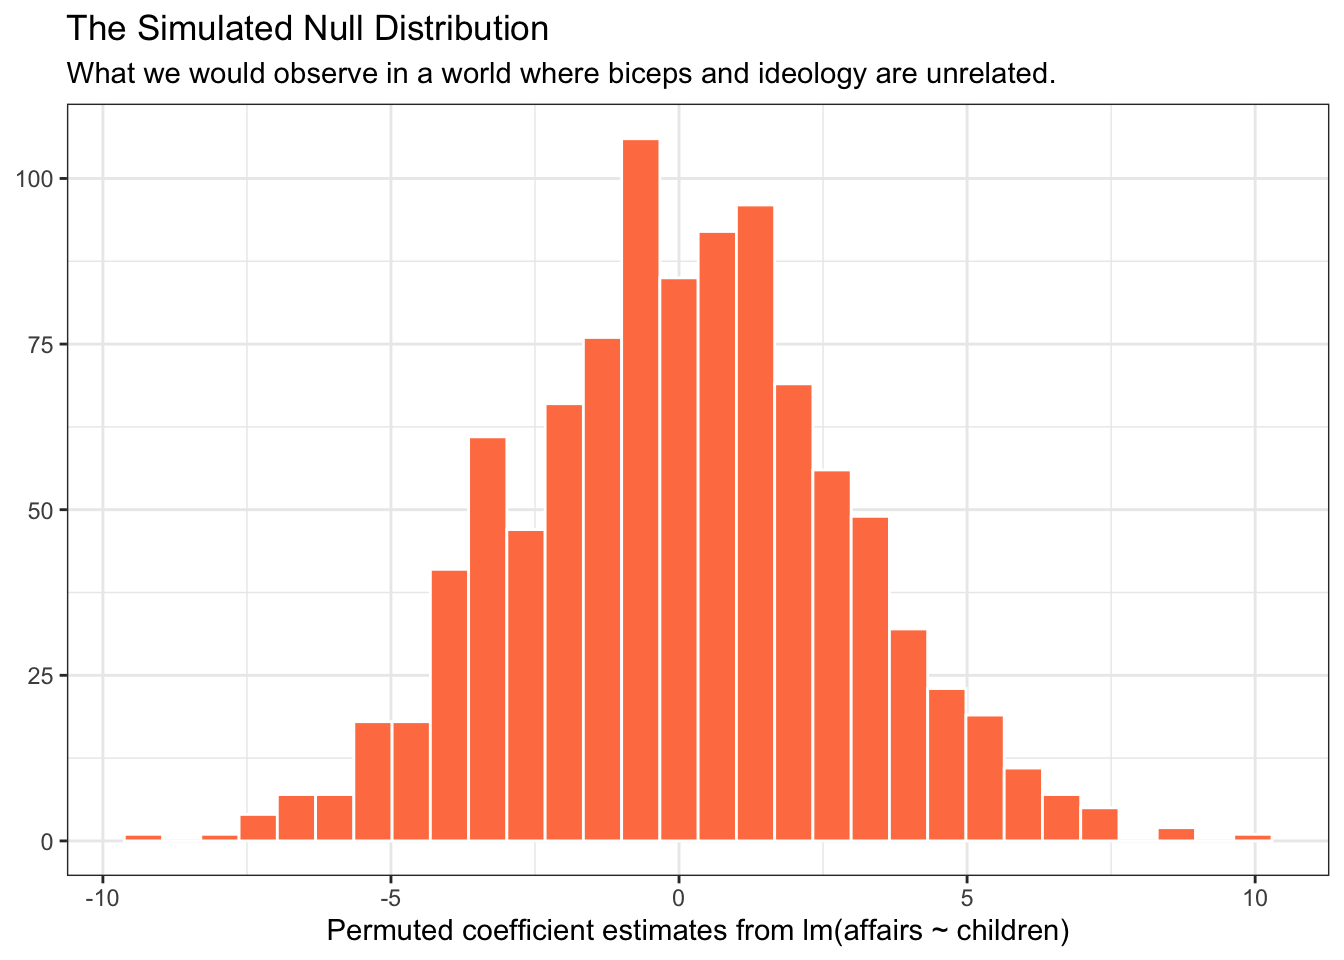 The Simulated Null Distribution
What we would observe in a world where biceps and ideology are unrelated.
100
75
50
25
0
-10 -5 0 5 10
Permuted coefficient estimates from lm(affairs ~ children)